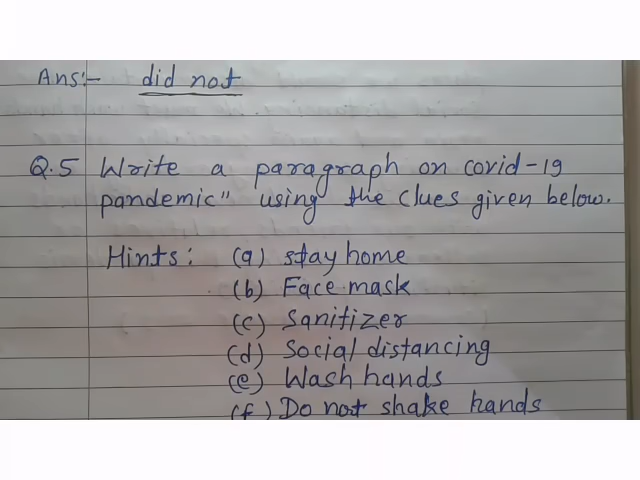 Ans:- did not
Q.5 Write a paragraph on covid-19
pandemic" using the clues given below.
Hints: (a) stay home
(b) Face mask
(c) Sanitizer
(d) Social distancing
(e) Wash hands
(f) Do not shake hands